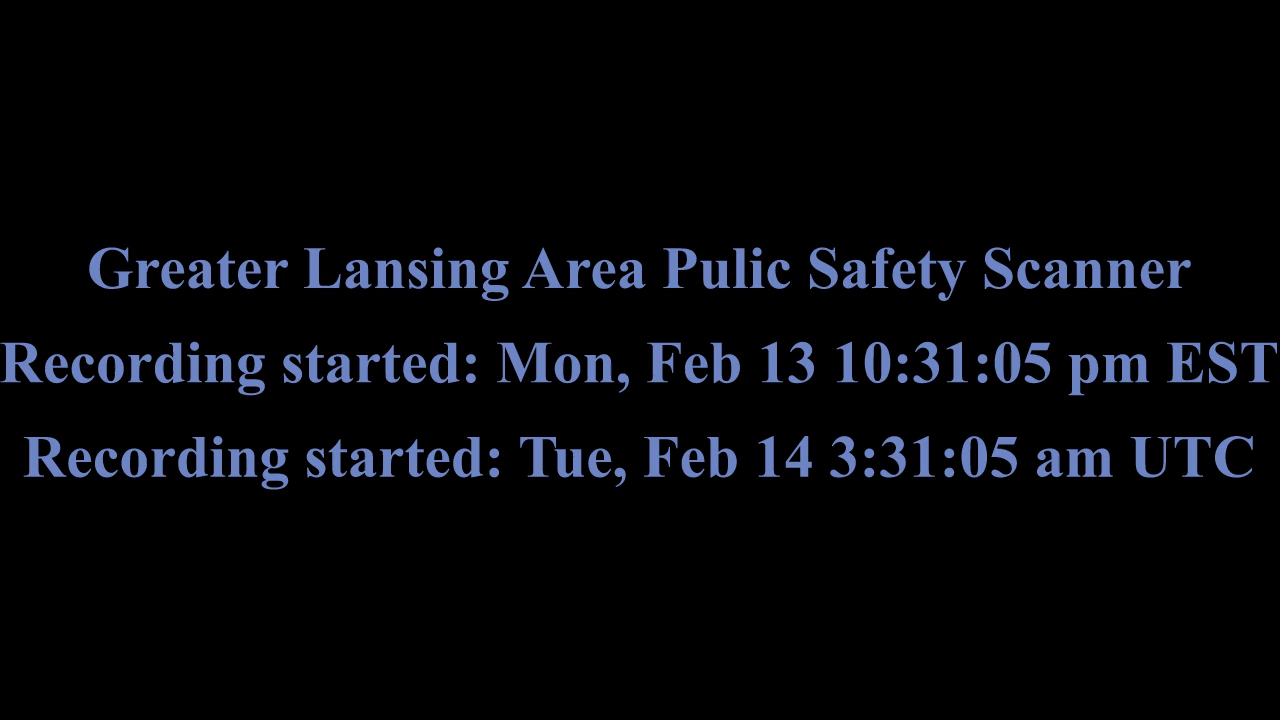 Greater Lansing Area Pulic Safety Scanner
Recording started: Mon, Feb 13 10:31:05 pm EST
Recording started: Tue, Feb 14 3:31:05 am UTC